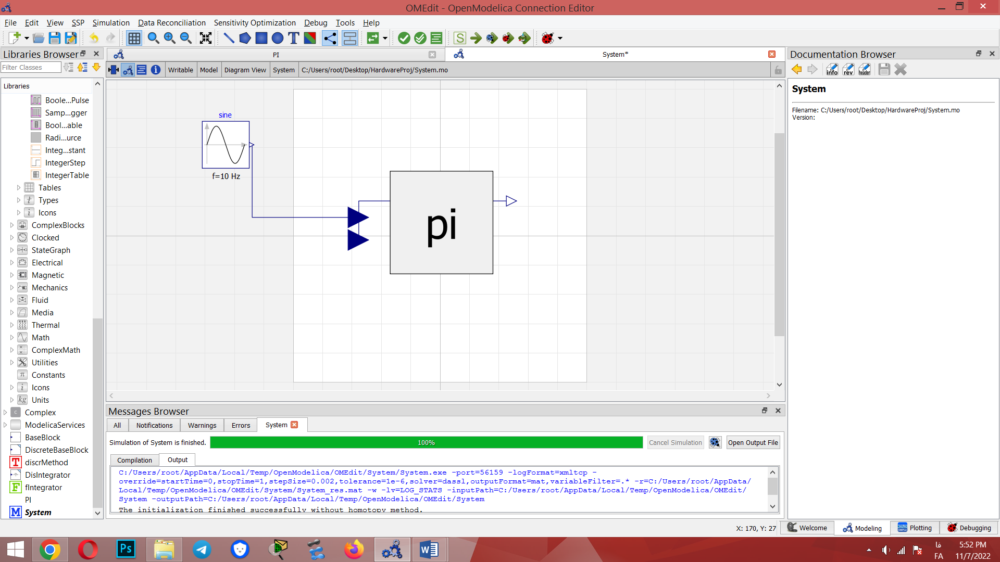 OMEdit - OpenModelica Connection Editor
File Edit View SSP Simulation Data Reconciliation Sensitivity Optimization Debug Tools Help
Libraries Browser
Filter Classes
Libraries
Boole...Pulse
Samp...gger
Bool...able
Radi...urce
Integ...stant
IntegerStep
IntegerTable
Tables
Types
Icons
ComplexBlocks
Clocked
StateGraph
Electrical
Magnetic
Mechanics
Fluid
Media
Thermal
Math
ComplexMath
Utilities
Constants
Icons
Units
Complex
ModelicaServices
BaseBlock
DiscreteBaseBlock
discrMethod
DisIntegrator
fIntegrator
PI
System
PI
System*
Writable Model Diagram View System C:/Users/root/Desktop/HardwareProj/System.mo
sine
f=10 Hz
pi
Messages Browser
All Notifications Warnings Errors System
Simulation of System is finished. 100% Cancel Simulation Open Output File
Compilation Output
C:/Users/root/AppData/Local/Temp/OpenModelica/OMEdit/System/System.exe -port=56159 -logFormat=xmltcp -
override=startTime=0,stopTime=1,stepSize=0.002,tolerance=1e-6,solver=dassl,outputFormat=mat,variableFilter=.* -r=C:/Users/root/AppData/
Local/Temp/OpenModelica/OMEdit/System/System_res.mat -w -lv=LOG_STATS -inputPath=C:/Users/root/AppData/Local/Temp/OpenModelica/OMEdit/
System -outputPath=C:/Users/root/AppData/Local/Temp/OpenModelica/OMEdit/System
The initialization finished successfully without homotopy method.
Documentation Browser
info rev header
System
Filename: C:/Users/root/Desktop/HardwareProj/System.mo
Version:
X: 170, Y: 27 Welcome Modeling Plotting Debugging
Ps
فا
FA
5:52 PM
11/7/2022